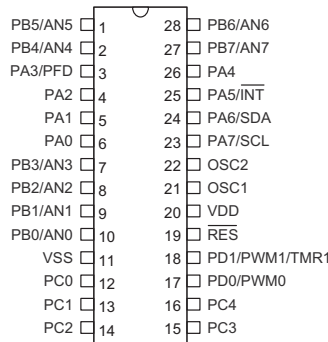 PB5/AN5 1 28 PB6/AN6
PB4/AN4 2 27 PB7/AN7
PA3/PFD 3 26 PA4
PA2 4 25 PA5/INT
PA1 5 24 PA6/SDA
PA0 6 23 PA7/SCL
PB3/AN3 7 22 OSC2
PB2/AN2 8 21 OSC1
PB1/AN1 9 20 VDD
PB0/AN0 10 19 RES
VSS 11 18 PD1/PWM1/TMR1
PC0 12 17 PD0/PWM0
PC1 13 16 PC4
PC2 14 15 PC3